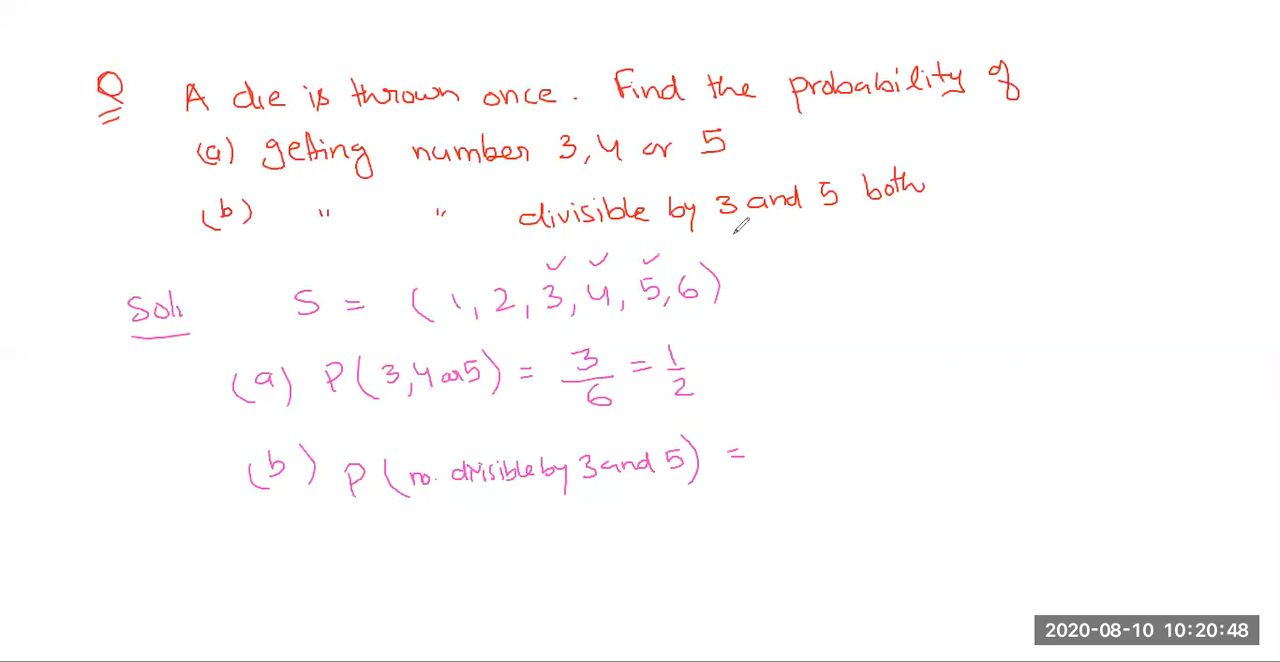 Q A die is thrown once. Find the probability of
(a) getting number 3, 4 or 5
(b) " " divisible by 3 and 5 both
Sol. S = (1, 2, 3, 4, 5, 6)
(a) P(3, 4 or 5) = 3/6 = 1/2
(b) P(no. divisible by 3 and 5) =
2020-08-10 10:20:48